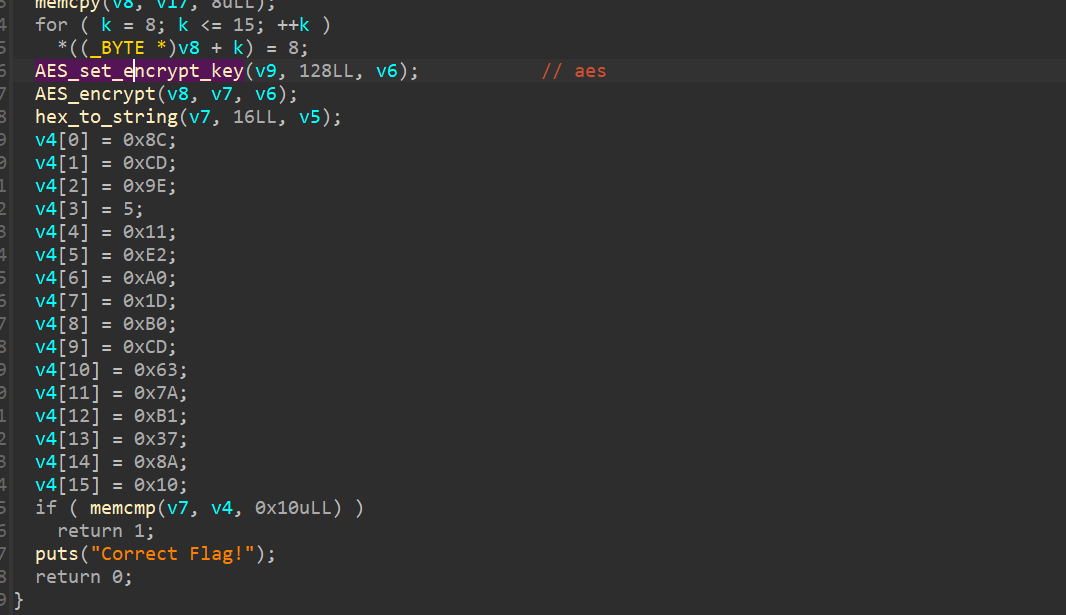 memcpy(v8, v17, 8uLL);
for ( k = 8; k <= 15; ++k )
*((_BYTE *)v8 + k) = 8;
AES_set_encrypt_key(v9, 128LL, v6); // aes
AES_encrypt(v8, v7, v6);
hex_to_string(v7, 16LL, v5);
v4[0] = 0x8C;
v4[1] = 0xCD;
v4[2] = 0x9E;
v4[3] = 5;
v4[4] = 0x11;
v4[5] = 0xE2;
v4[6] = 0xA0;
v4[7] = 0x1D;
v4[8] = 0xB0;
v4[9] = 0xCD;
v4[10] = 0x63;
v4[11] = 0x7A;
v4[12] = 0xB1;
v4[13] = 0x37;
v4[14] = 0x8A;
v4[15] = 0x10;
if ( memcmp(v7, v4, 0x10uLL) )
return 1;
puts("Correct Flag!");
return 0;
}